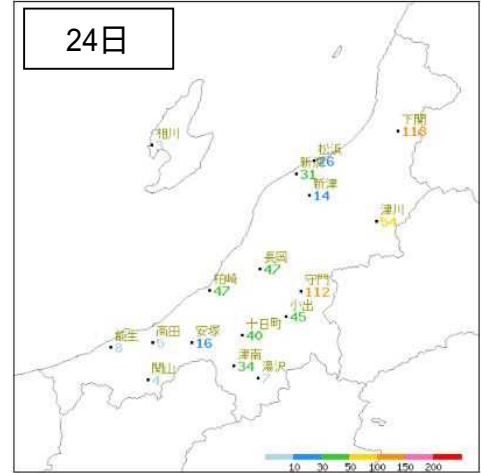 24日
下関
118
相川
松浜
26
新潟
31
新津
14
津川
54
長岡
47
柏崎
47
守門
112
小出
45
十日町
40
能生
8
高田
安塚
16
津南
34
湯沢
7
関山
4
10 30 50 100 150 200